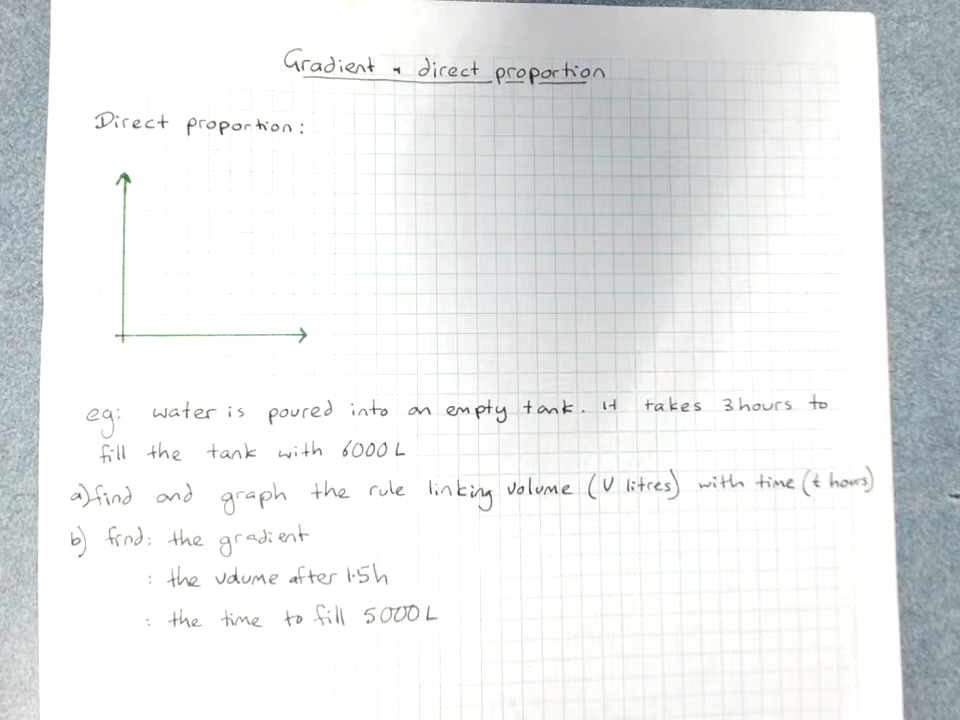 Gradient & direct proportion
Direct proportion:
eg: water is poured into an empty tank. It takes 3 hours to
fill the tank with 6000 L
a) find and graph the rule linking volume (V litres) with time (t hours)
b) find: the gradient
: the volume after 1.5h
: the time to fill 5000 L